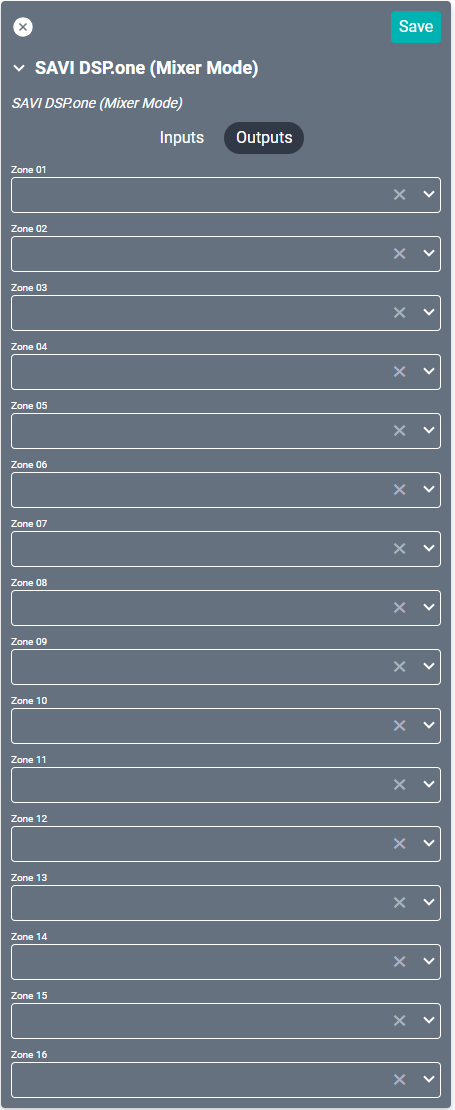 Save
SAVI DSP.one (Mixer Mode)
SAVI DSP.one (Mixer Mode)
Inputs Outputs
Zone 01
Zone 02
Zone 03
Zone 04
Zone 05
Zone 06
Zone 07
Zone 08
Zone 09
Zone 10
Zone 11
Zone 12
Zone 13
Zone 14
Zone 15
Zone 16